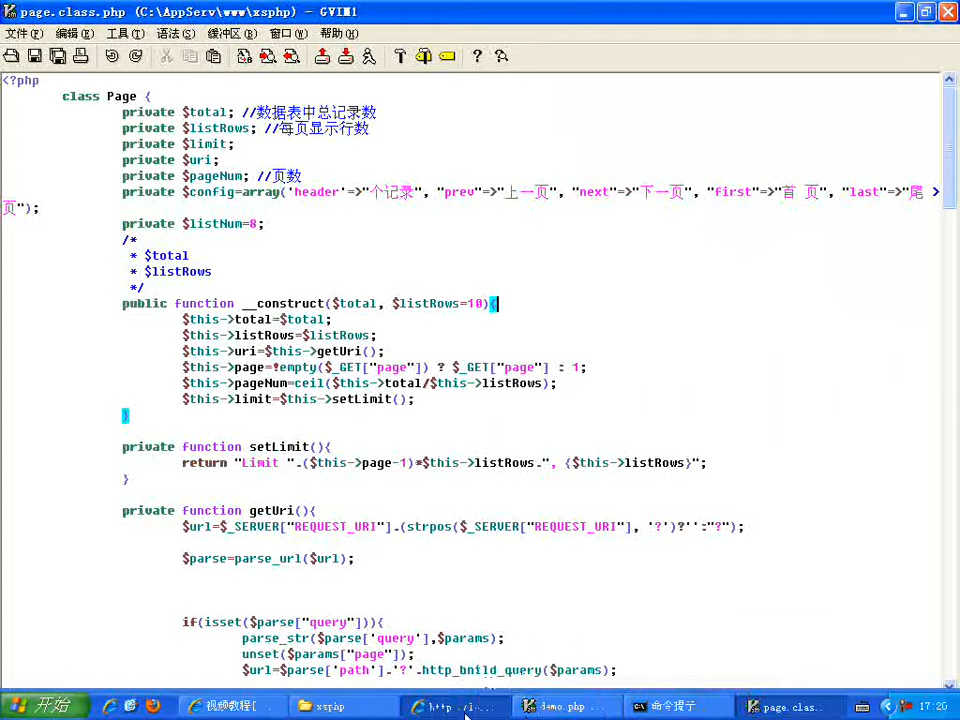 page.class.php (C:\AppServ\www\xsphp) - GVIM1
文件(F) 编辑(E) 工具(T) 语法(S) 缓冲区(B) 窗口(W) 帮助(H)
<?php
class Page {
private $total; //数据表中总记录数
private $listRows; //每页显示行数
private $limit;
private $uri;
private $pageNum; //页数
private $config=array('header'=>"个记录", "prev"=>"上一页", "next"=>"下一页", "first"=>"首 页", "last"=>"尾
页");
private $listNum=8;
/*
* $total
* $listRows
*/
public function __construct($total, $listRows=10){
$this->total=$total;
$this->listRows=$listRows;
$this->uri=$this->getUri();
$this->page=!empty($_GET["page"]) ? $_GET["page"] : 1;
$this->pageNum=ceil($this->total/$this->listRows);
$this->limit=$this->setLimit();
}
private function setLimit(){
return "Limit ".($this->page-1)*$this->listRows.", {$this->listRows}";
}
private function getUri(){
$url=$_SERVER["REQUEST_URI"].(strpos($_SERVER["REQUEST_URI"], '?')?'':"?");
$parse=parse_url($url);
if(isset($parse["query"])){
parse_str($parse['query'],$params);
unset($params["page"]);
$url=$parse['path'].'?'.http_build_query($params);
开始 视频教程[ xsphp http://lo... demo.php ... 命令提示 page.clas... 17:26